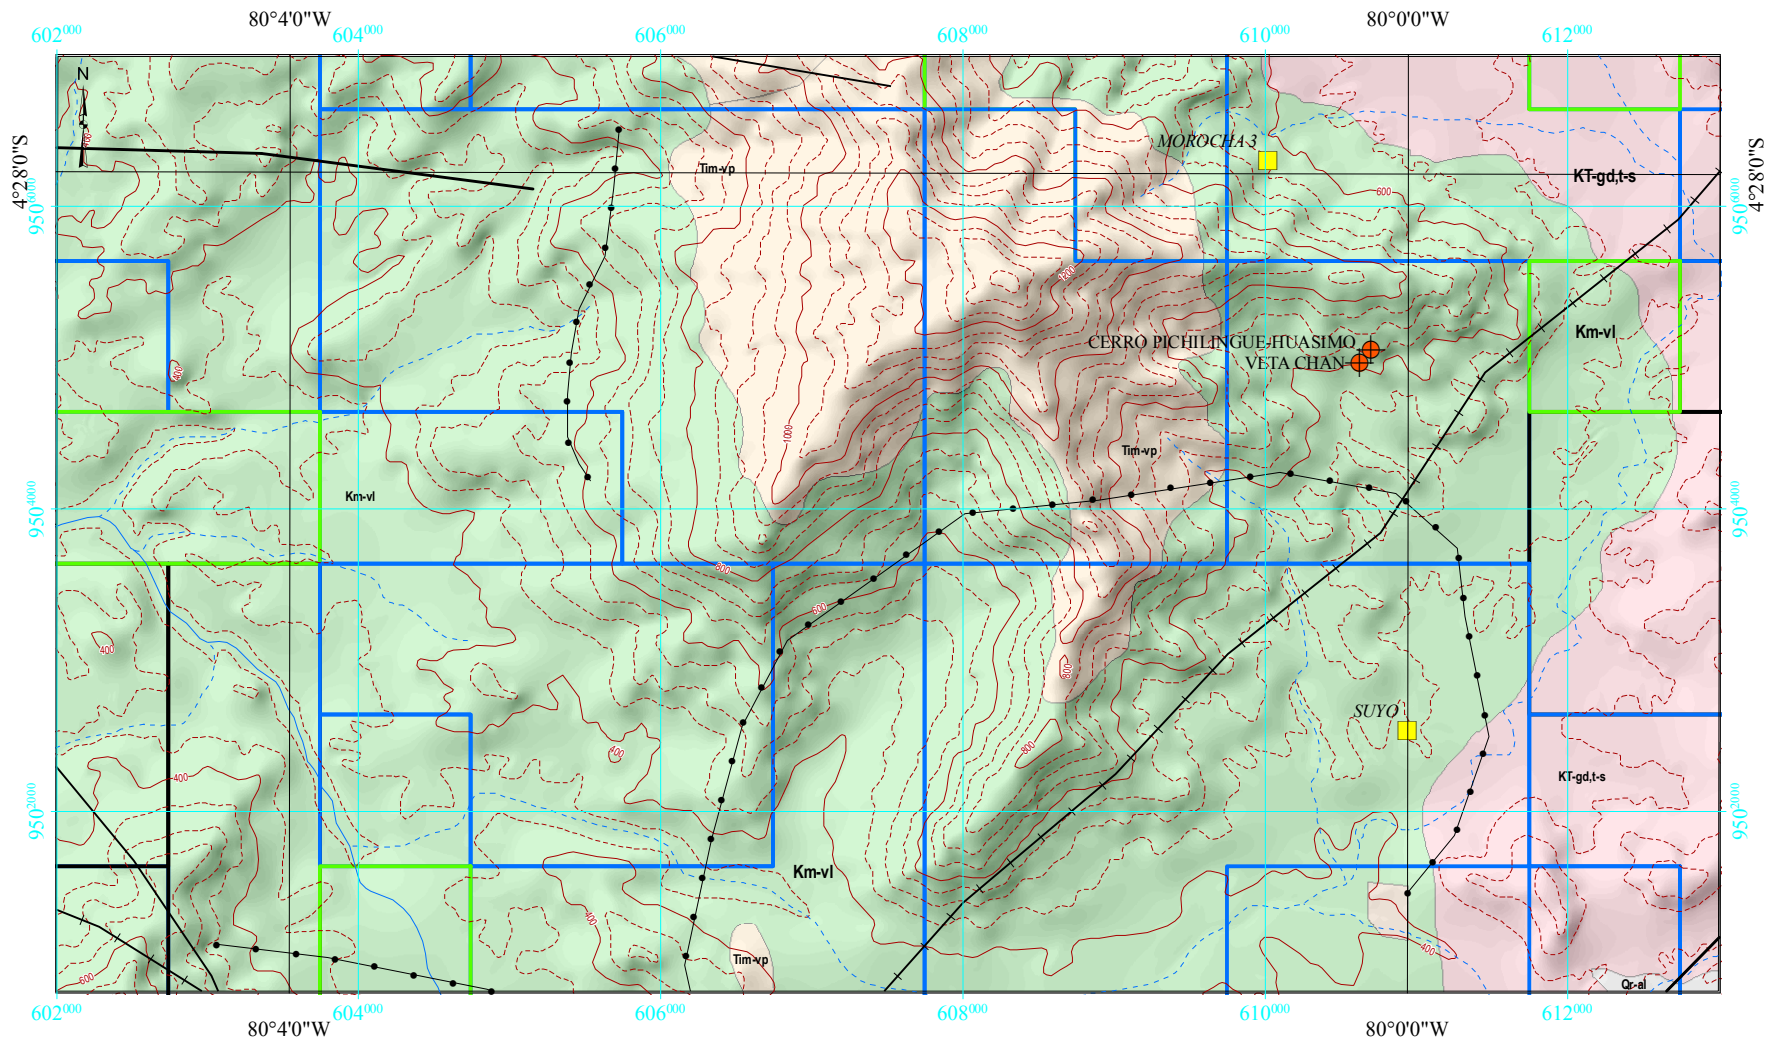 80°4'0"W 80°0'0"W
602000 604000 606000 608000 610000 612000
N
400
4°28'0"S
4°28'0"S
MOROCHA 3
Tim-vp
KT-gd,t-s
600
9506000
9506000
1200
Km-vl
CERRO PICHILINGUE-HUASIMO
VETA CHAN
400
1000
Tim-vp
Km-vl
9504000
9504000
800
600
400
800
SUYO
400
800
400
KT-gd,t-s
9502000
9502000
Km-vl
400
400
Tim-vp
600
Qr-al
602000 604000 606000 608000 610000 612000
80°4'0"W 80°0'0"W